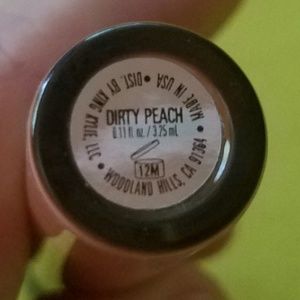 DIRTY PEACH
0.11 fl. oz. / 3.25 mL
12M
• MADE IN USA • DIST. BY KING KYLIE, LLC • WOODLAND HILLS, CA 91364